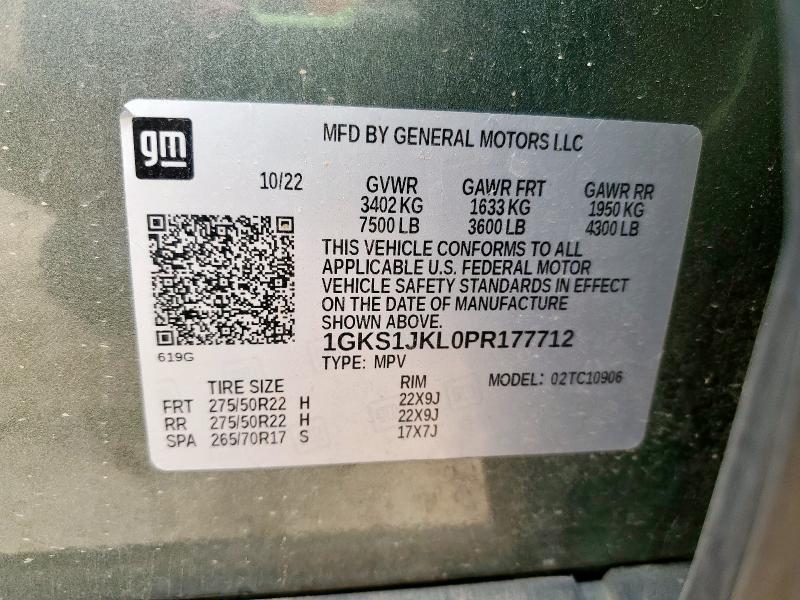 gm
MFD BY GENERAL MOTORS LLC
10/22
GVWR GAWR FRT GAWR RR
3402 KG 1633 KG 1950 KG
7500 LB 3600 LB 4300 LB
THIS VEHICLE CONFORMS TO ALL
APPLICABLE U.S. FEDERAL MOTOR
VEHICLE SAFETY STANDARDS IN EFFECT
ON THE DATE OF MANUFACTURE
SHOWN ABOVE.
1GKS1JKL0PR177712
619G
TYPE: MPV
MODEL: 02TC10906
TIRE SIZE RIM
FRT 275/50R22 H 22X9J
RR 275/50R22 H 22X9J
SPA 265/70R17 S 17X7J